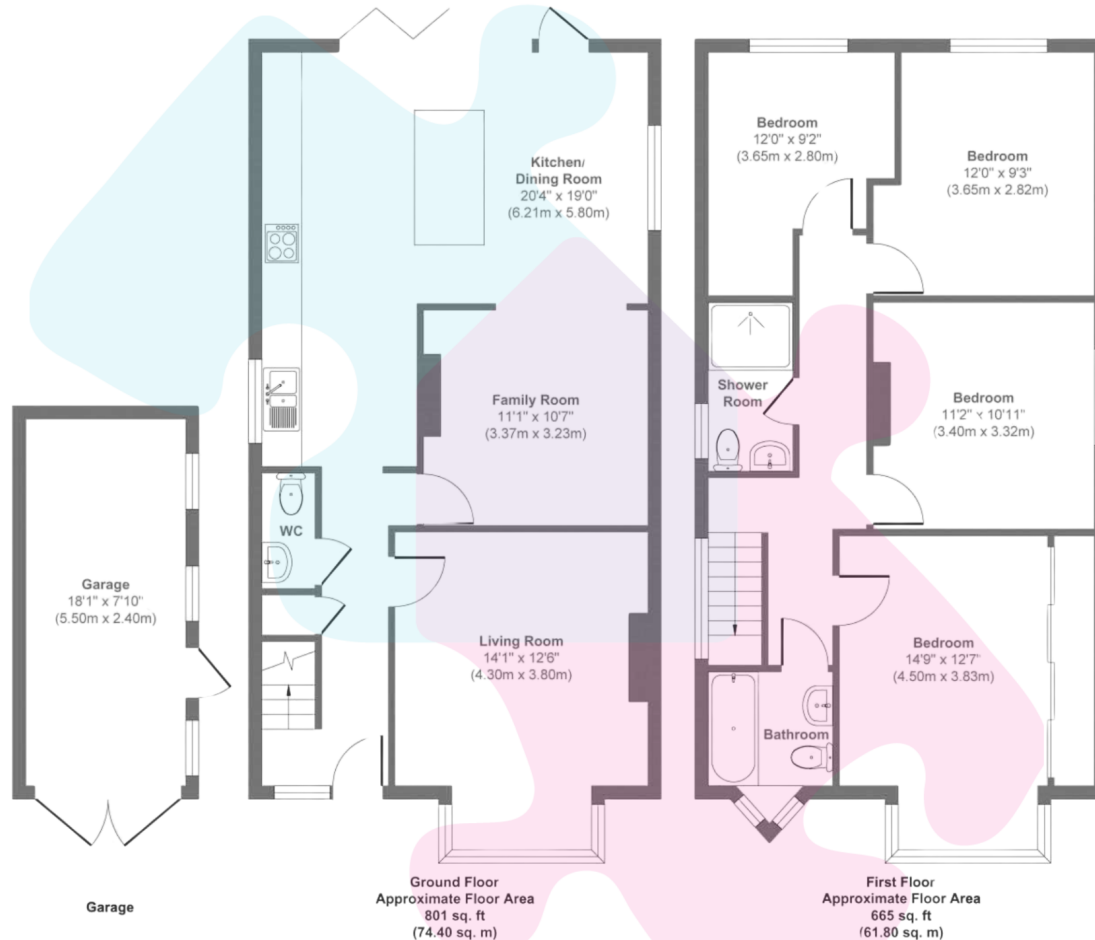 Kitchen/
Dining Room
20'4" x 19'0"
(6.21m x 5.80m)
Family Room
11'1" x 10'7"
(3.37m x 3.23m)
WC
Living Room
14'1" x 12'6"
(4.30m x 3.80m)
Garage
18'1" x 7'10"
(5.50m x 2.40m)
Garage
Ground Floor
Approximate Floor Area
801 sq. ft
(74.40 sq. m)
Bedroom
12'0" x 9'2"
(3.65m x 2.80m)
Bedroom
12'0" x 9'3"
(3.65m x 2.82m)
Shower
Room
Bedroom
11'2" x 10'11"
(3.40m x 3.32m)
Bedroom
14'9" x 12'7"
(4.50m x 3.83m)
Bathroom
First Floor
Approximate Floor Area
665 sq. ft
(61.80 sq. m)